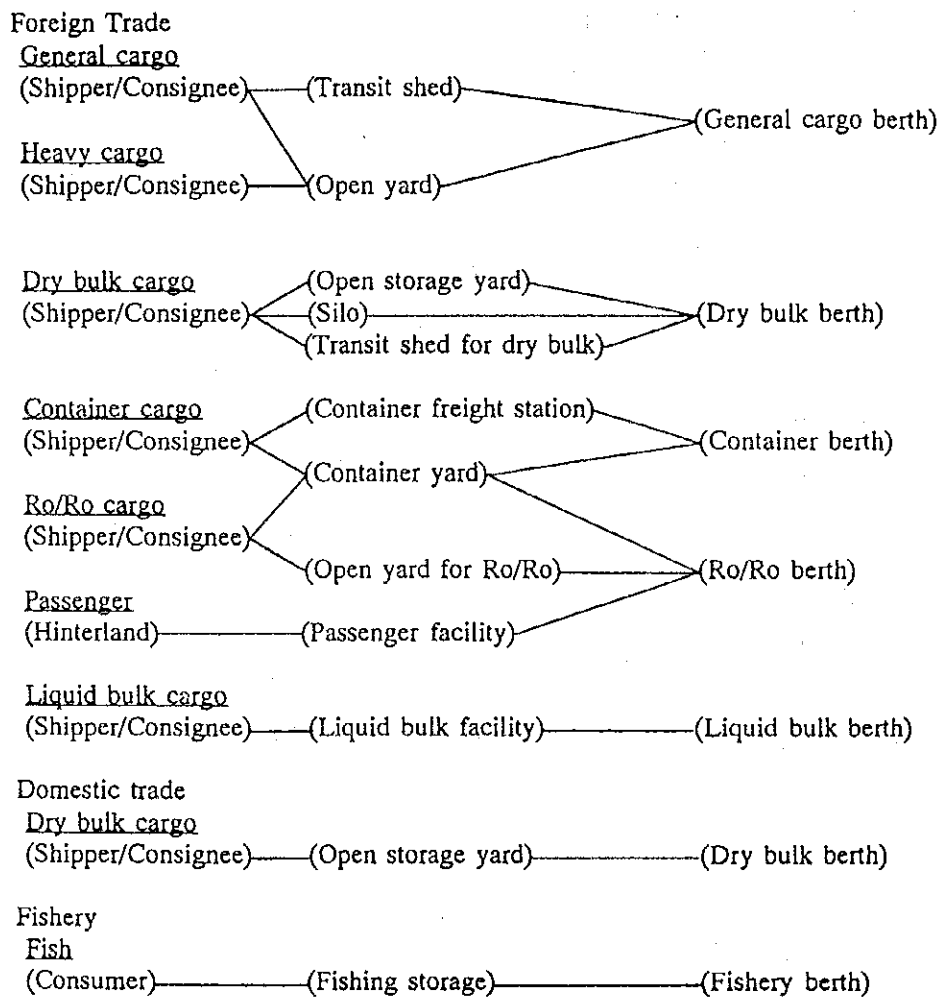 Foreign Trade
General cargo
(Shipper/Consignee) (Transit shed)
(General cargo berth)
Heavy cargo
(Shipper/Consignee) (Open yard)
Dry bulk cargo (Open storage yard)
(Shipper/Consignee) (Silo) (Dry bulk berth)
(Transit shed for dry bulk)
Container cargo (Container freight station)
(Shipper/Consignee) (Container berth)
(Container yard)
Ro/Ro cargo
(Shipper/Consignee)
(Open yard for Ro/Ro) (Ro/Ro berth)
Passenger
(Hinterland) (Passenger facility)
Liquid bulk cargo
(Shipper/Consignee) (Liquid bulk facility) (Liquid bulk berth)
Domestic trade
Dry bulk cargo
(Shipper/Consignee) (Open storage yard) (Dry bulk berth)
Fishery
Fish
(Consumer) (Fishing storage) (Fishery berth)